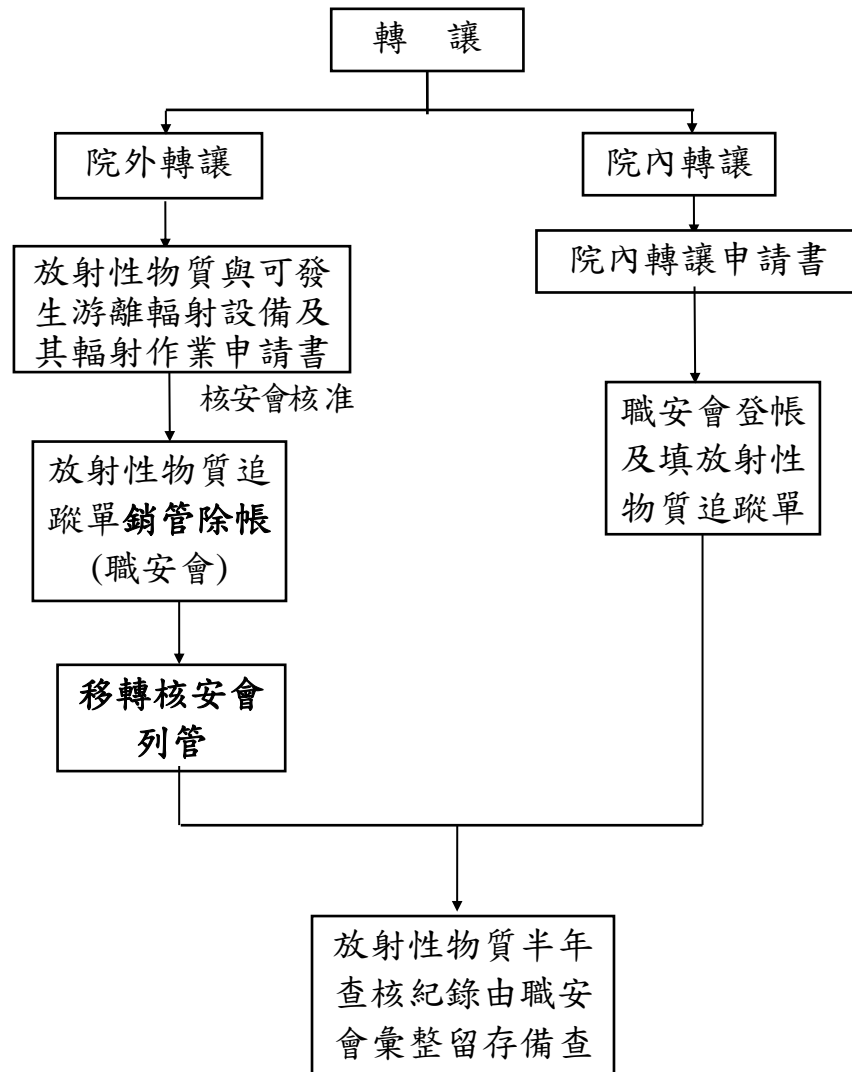 轉 讓
院外轉讓
院內轉讓
放射性物質與可發
生游離輻射設備及
其輻射作業申請書
院內轉讓申請書
核安會核准
放射性物質追
蹤單銷管除帳
(職安會)
職安會登帳
及填放射性
物質追蹤單
移轉核安會
列管
放射性物質半年
查核紀錄由職安
會彙整留存備查